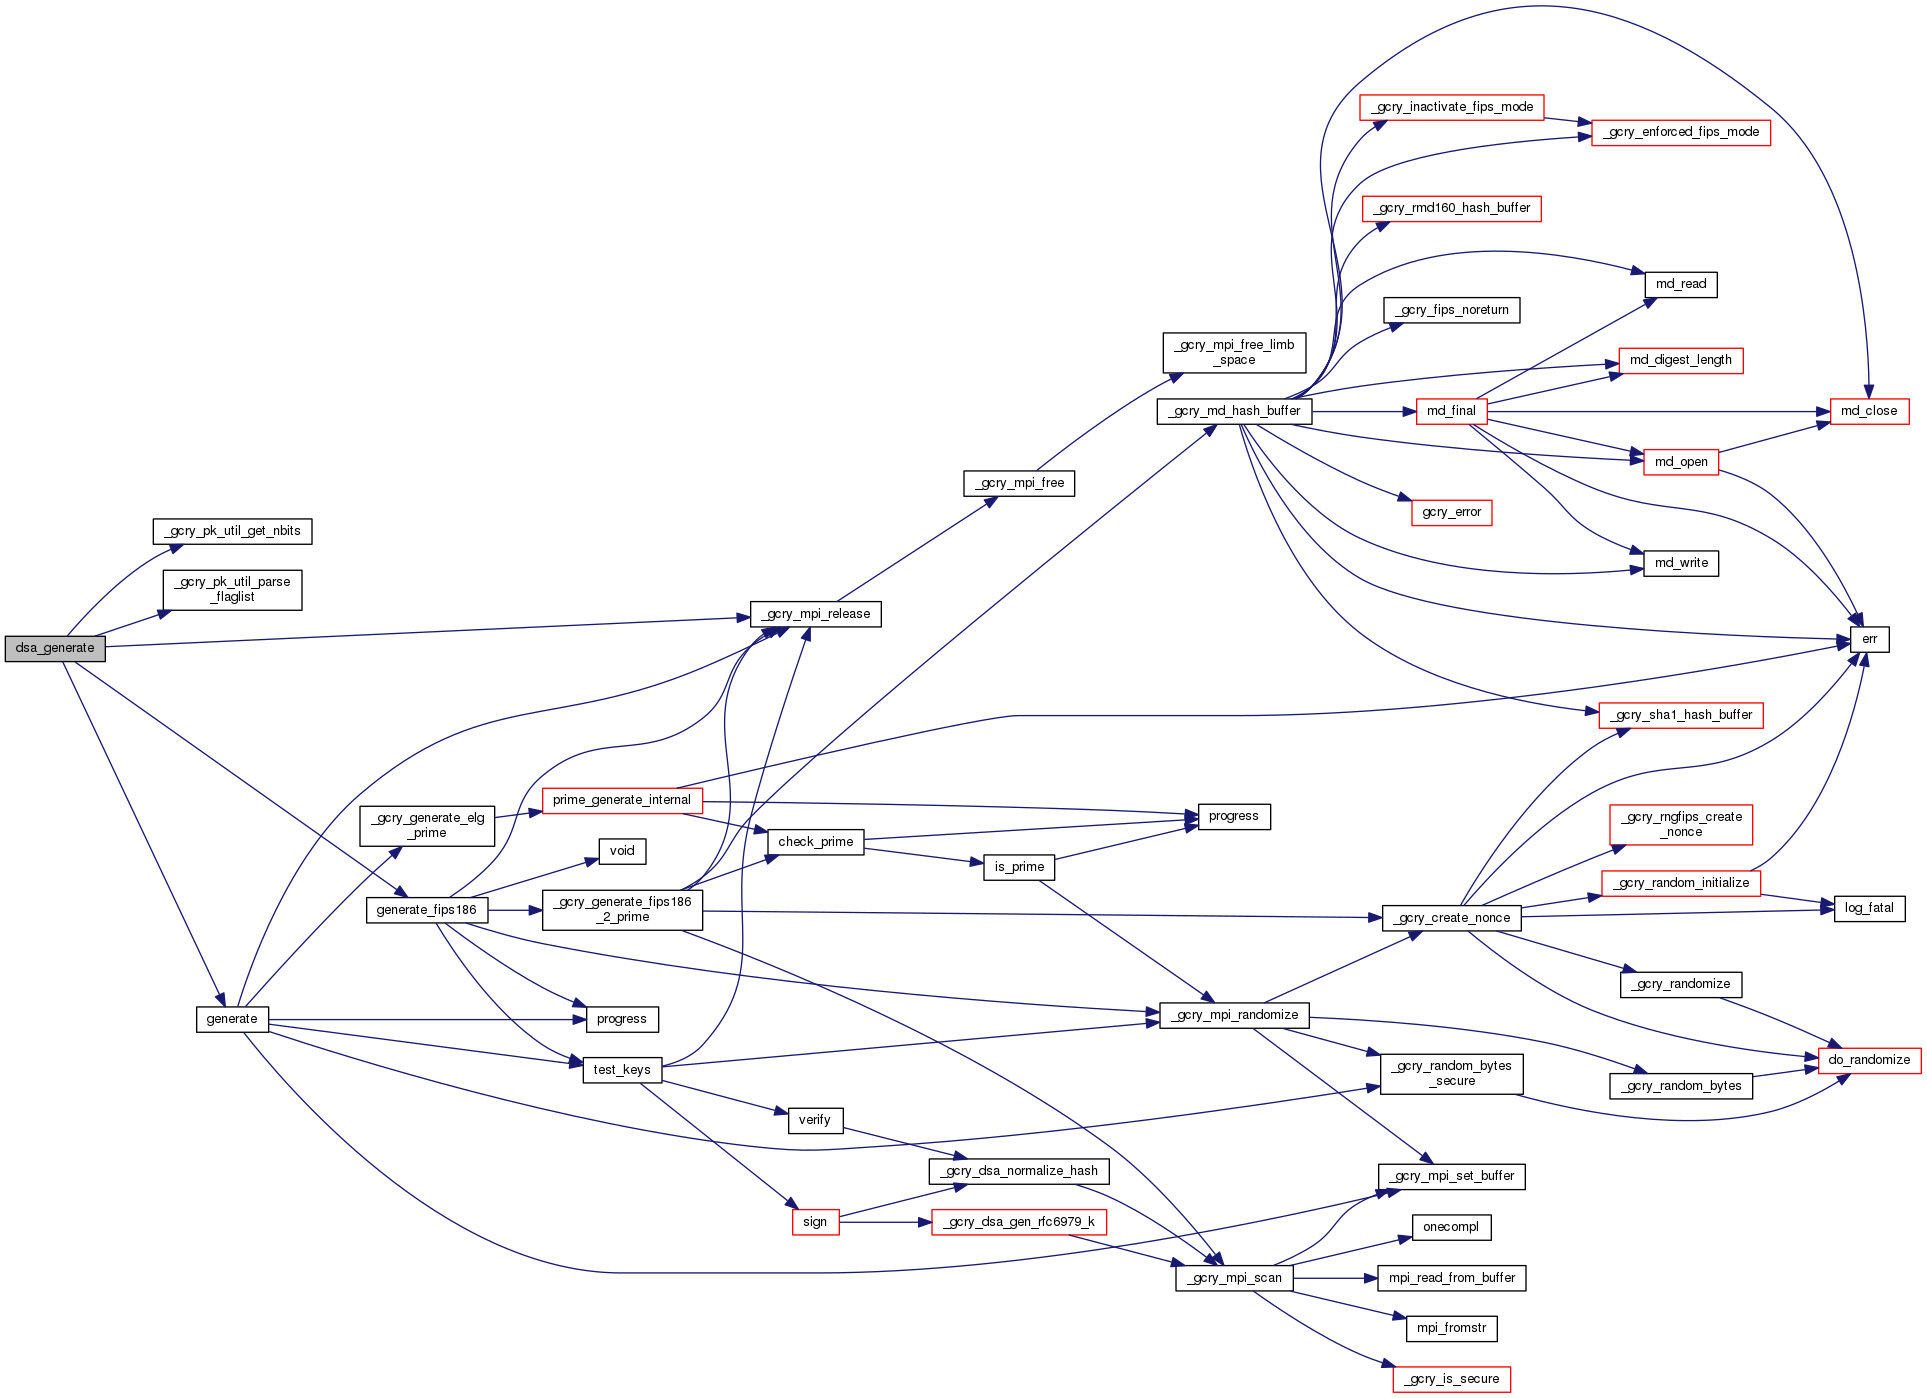 dsa_generate
_gcry_pk_util_get_nbits
_gcry_pk_util_parse
_flaglist
generate
generate_fips186
_gcry_generate_elg
_prime
prime_generate_internal
void
_gcry_generate_fips186
_2_prime
progress
test_keys
_gcry_mpi_release
check_prime
verify
sign
_gcry_mpi_free
is_prime
_gcry_dsa_normalize_hash
_gcry_dsa_gen_rfc6979_k
_gcry_mpi_free_limb
_space
_gcry_md_hash_buffer
progress
_gcry_mpi_randomize
_gcry_mpi_scan
_gcry_inactivate_fips_mode
_gcry_enforced_fips_mode
_gcry_rmd160_hash_buffer
md_read
_gcry_fips_noreturn
md_digest_length
md_final
md_close
md_open
gcry_error
md_write
err
_gcry_sha1_hash_buffer
_gcry_rngfips_create
_nonce
_gcry_random_initialize
log_fatal
_gcry_create_nonce
_gcry_randomize
do_randomize
_gcry_random_bytes
_secure
_gcry_random_bytes
_gcry_mpi_set_buffer
onecompl
mpi_read_from_buffer
mpi_fromstr
_gcry_is_secure